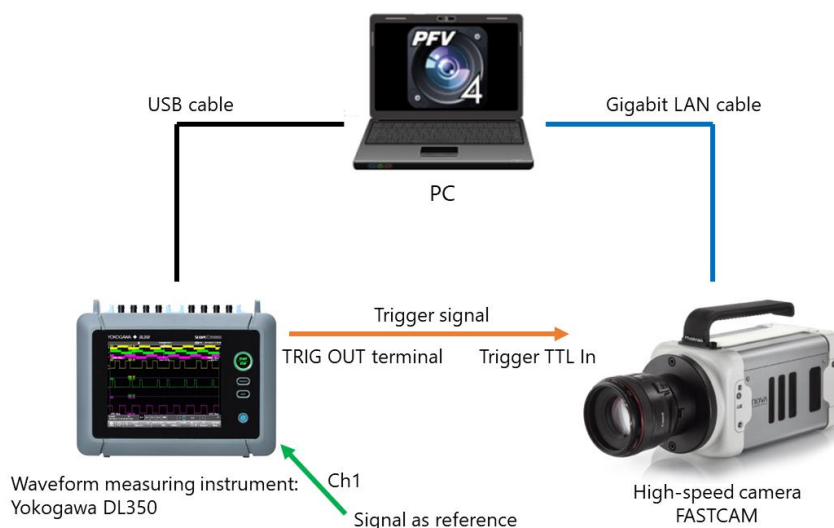 PFV
4
USB cable
Gigabit LAN cable
PC
Trigger signal
TRIG OUT terminal
Trigger TTL In
YOKOGAWA
NOVA
Ch1
Waveform measuring instrument:
Yokogawa DL350
Signal as reference
High-speed camera
FASTCAM